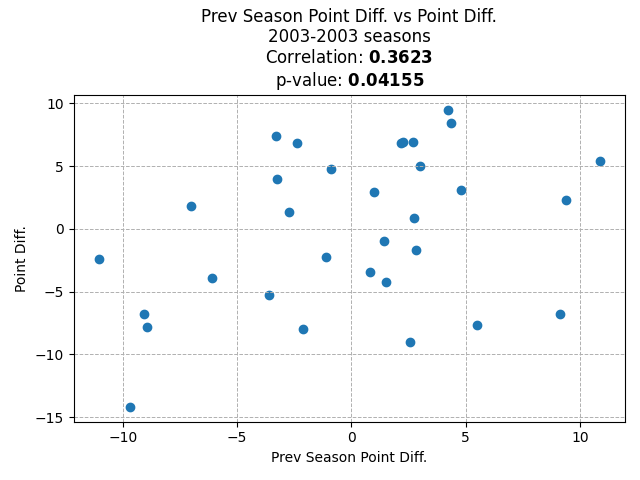 Prev Season Point Diff. vs Point Diff.
2003-2003 seasons
Correlation: 0.3623
p-value: 0.04155
10
5
0
−5
−10
−15
Point Diff.
−10
−5
0
5
10
Prev Season Point Diff.